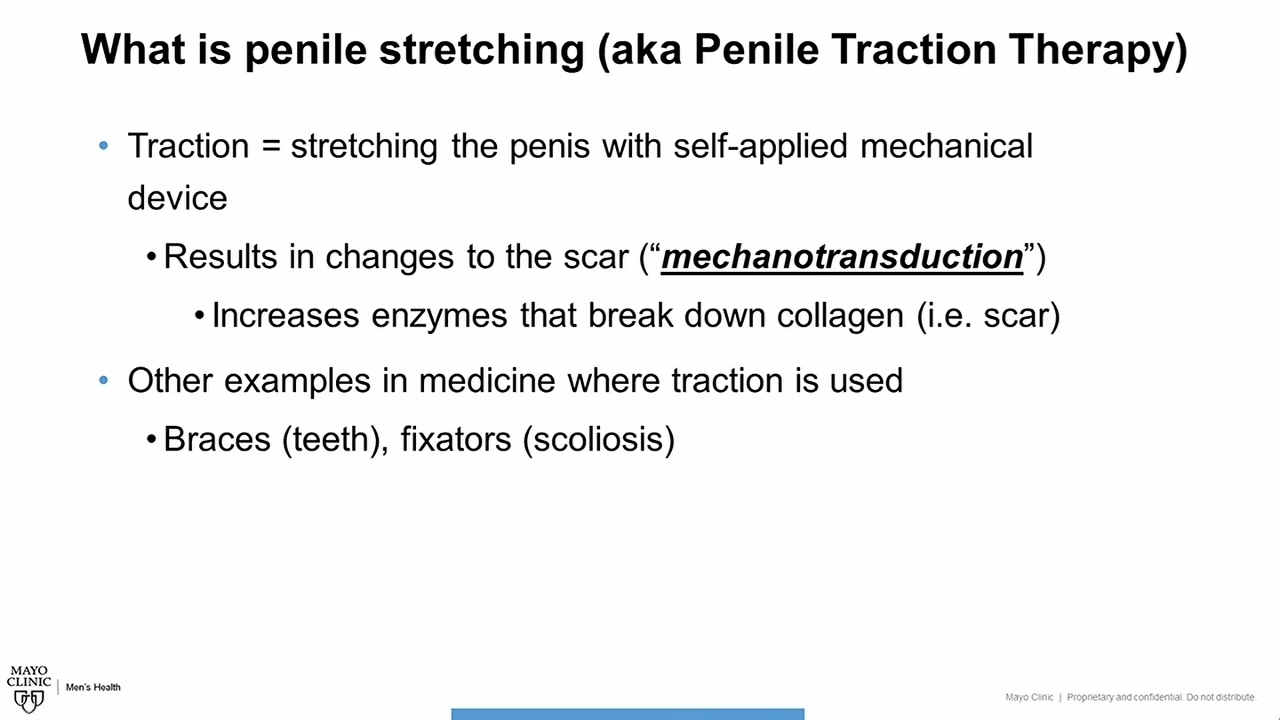 What is penile stretching (aka Penile Traction Therapy)
• Traction = stretching the penis with self-applied mechanical
device
• Results in changes to the scar (“mechanotransduction”)
• Increases enzymes that break down collagen (i.e. scar)
• Other examples in medicine where traction is used
• Braces (teeth), fixators (scoliosis)
MAYO
CLINIC
Men's Health
Mayo Clinic | Proprietary and confidential. Do not distribute.